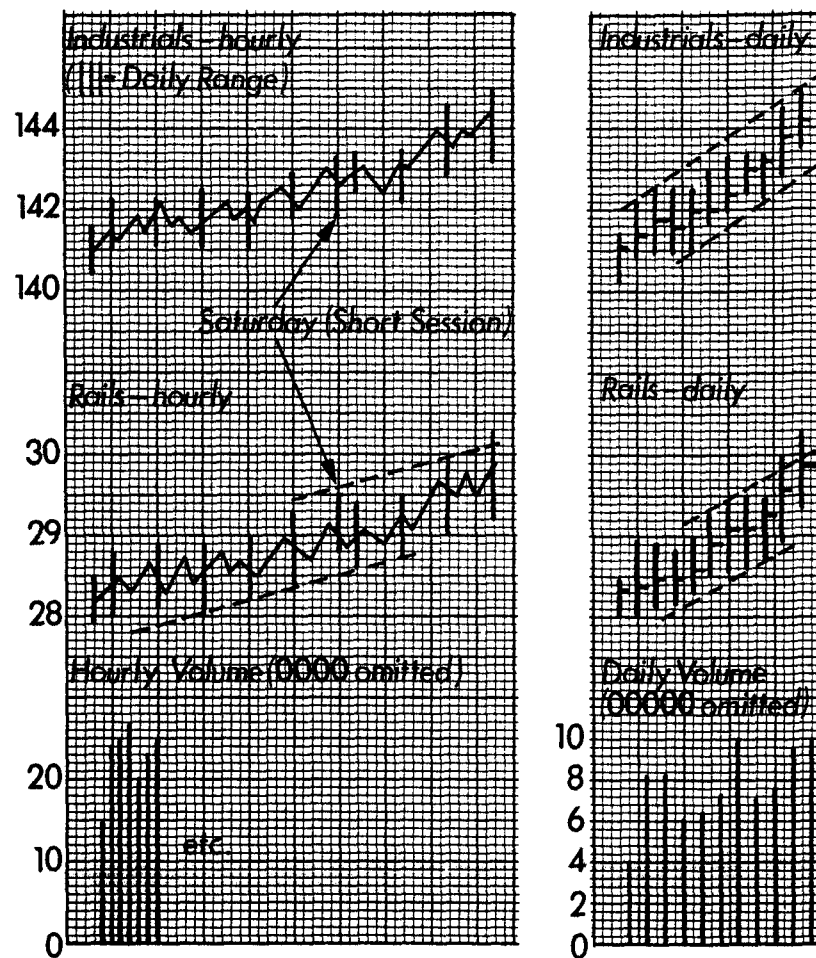 Industrials – hourly
(|||= Daily Range)
144
142
140
Saturday (Short Session)
Rails – hourly
30
29
28
Hourly Volume (0000 omitted)
20
10
0
etc.
Industrials – daily
Rails – daily
Daily Volume
(00000 omitted)
10
8
6
4
2
0